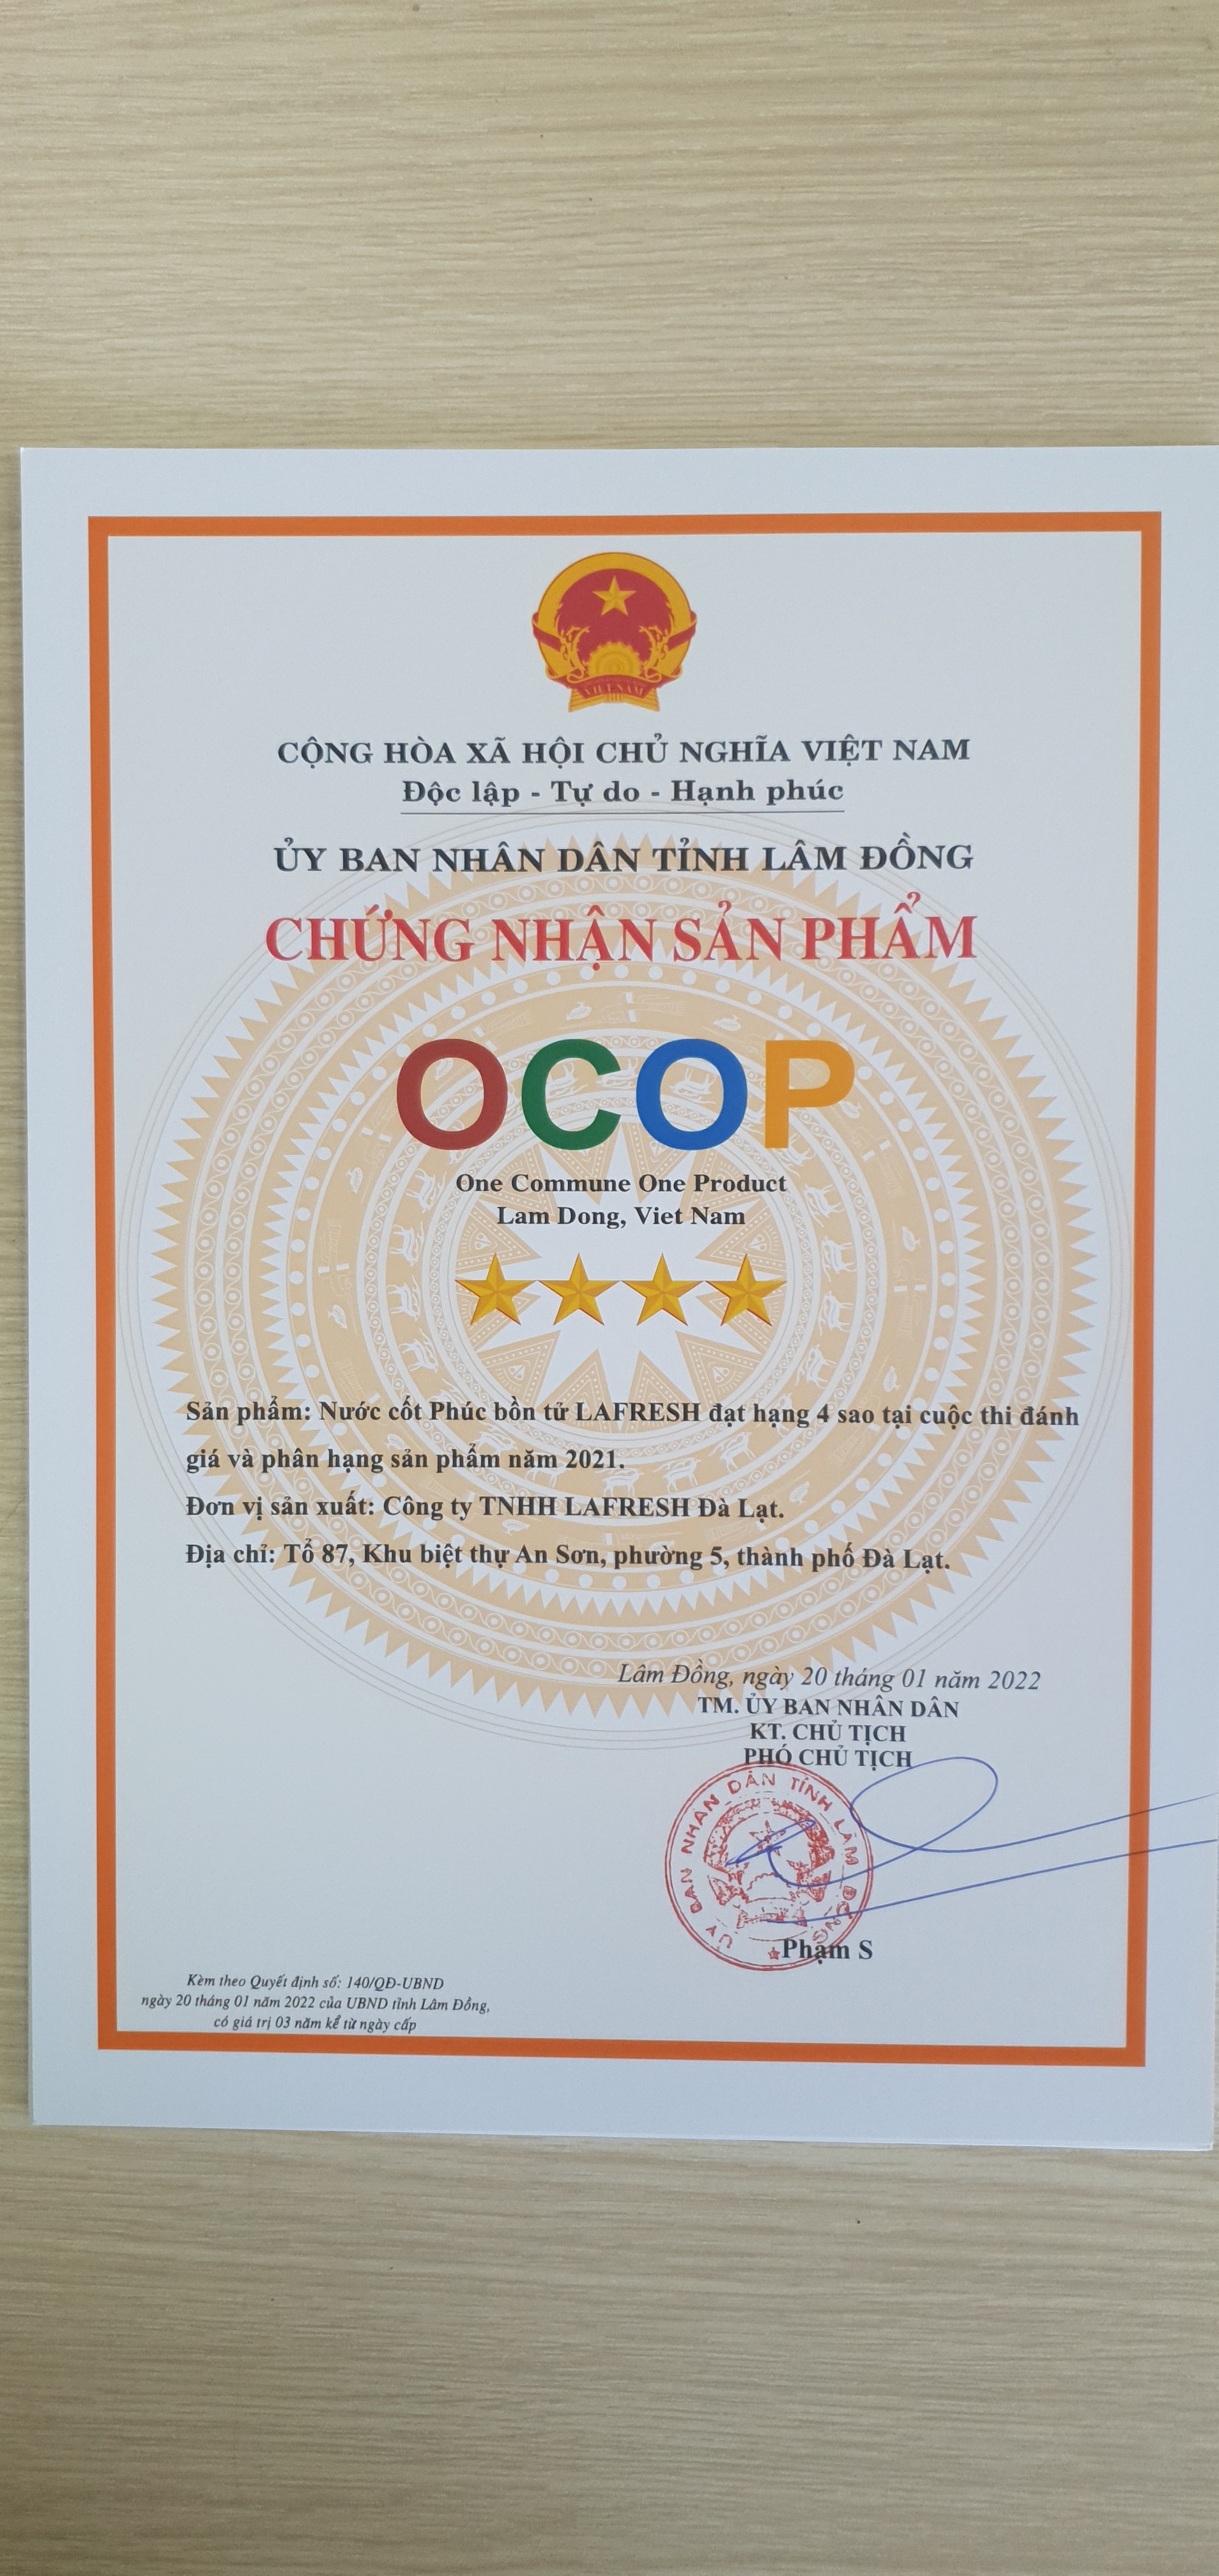 VIỆT NAM
CỘNG HÒA XÃ HỘI CHỦ NGHĨA VIỆT NAM
Độc lập - Tự do - Hạnh phúc
ỦY BAN NHÂN DÂN TỈNH LÂM ĐỒNG
CHỨNG NHẬN SẢN PHẨM
OCOP
One Commune One Product
Lam Dong, Viet Nam
Sản phẩm: Nước cốt Phúc bồn tử LAFRESH đạt hạng 4 sao tại cuộc thi đánh
giá và phân hạng sản phẩm năm 2021.
Đơn vị sản xuất: Công ty TNHH LAFRESH Đà Lạt.
Địa chỉ: Tổ 87, Khu biệt thự An Sơn, phường 5, thành phố Đà Lạt.
Lâm Đồng, ngày 20 tháng 01 năm 2022
TM. ỦY BAN NHÂN DÂN
KT. CHỦ TỊCH
PHÓ CHỦ TỊCH
ỦY BAN NHÂN DÂN TỈNH LÂM ĐỒNG
Phạm S
Kèm theo Quyết định số: 140/QĐ-UBND
ngày 20 tháng 01 năm 2022 của UBND tỉnh Lâm Đồng,
có giá trị 03 năm kể từ ngày cấp